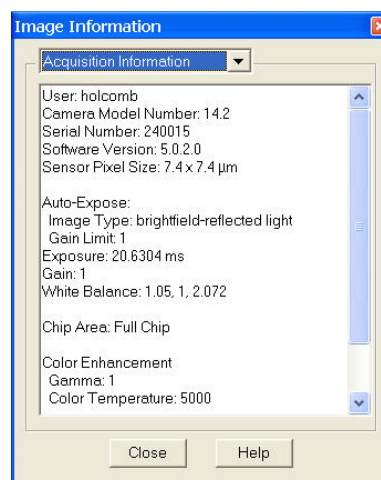 Image Information
Acquisition Information
User: holcomb
Camera Model Number: 14.2
Serial Number: 240015
Software Version: 5.0.2.0
Sensor Pixel Size: 7.4 x 7.4 µm
Auto-Expose:
Image Type: brightfield-reflected light
Gain Limit: 1
Exposure: 20.6304 ms
Gain: 1
White Balance: 1.05, 1, 2.072
Chip Area: Full Chip
Color Enhancement
Gamma: 1
Color Temperature: 5000
Close Help